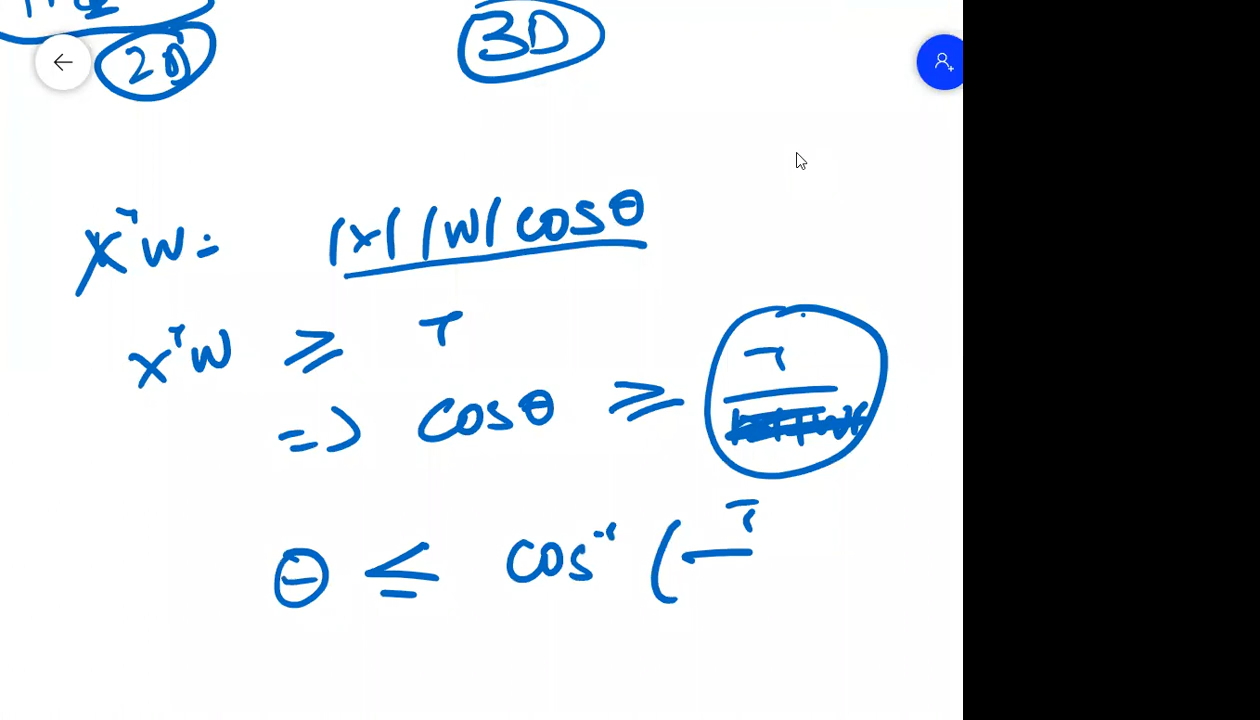 2D
3D
xᵀw = |x| |w| cosθ
xᵀw ≥ T
=> cosθ ≥ T
θ ≤ cos⁻¹ ( T